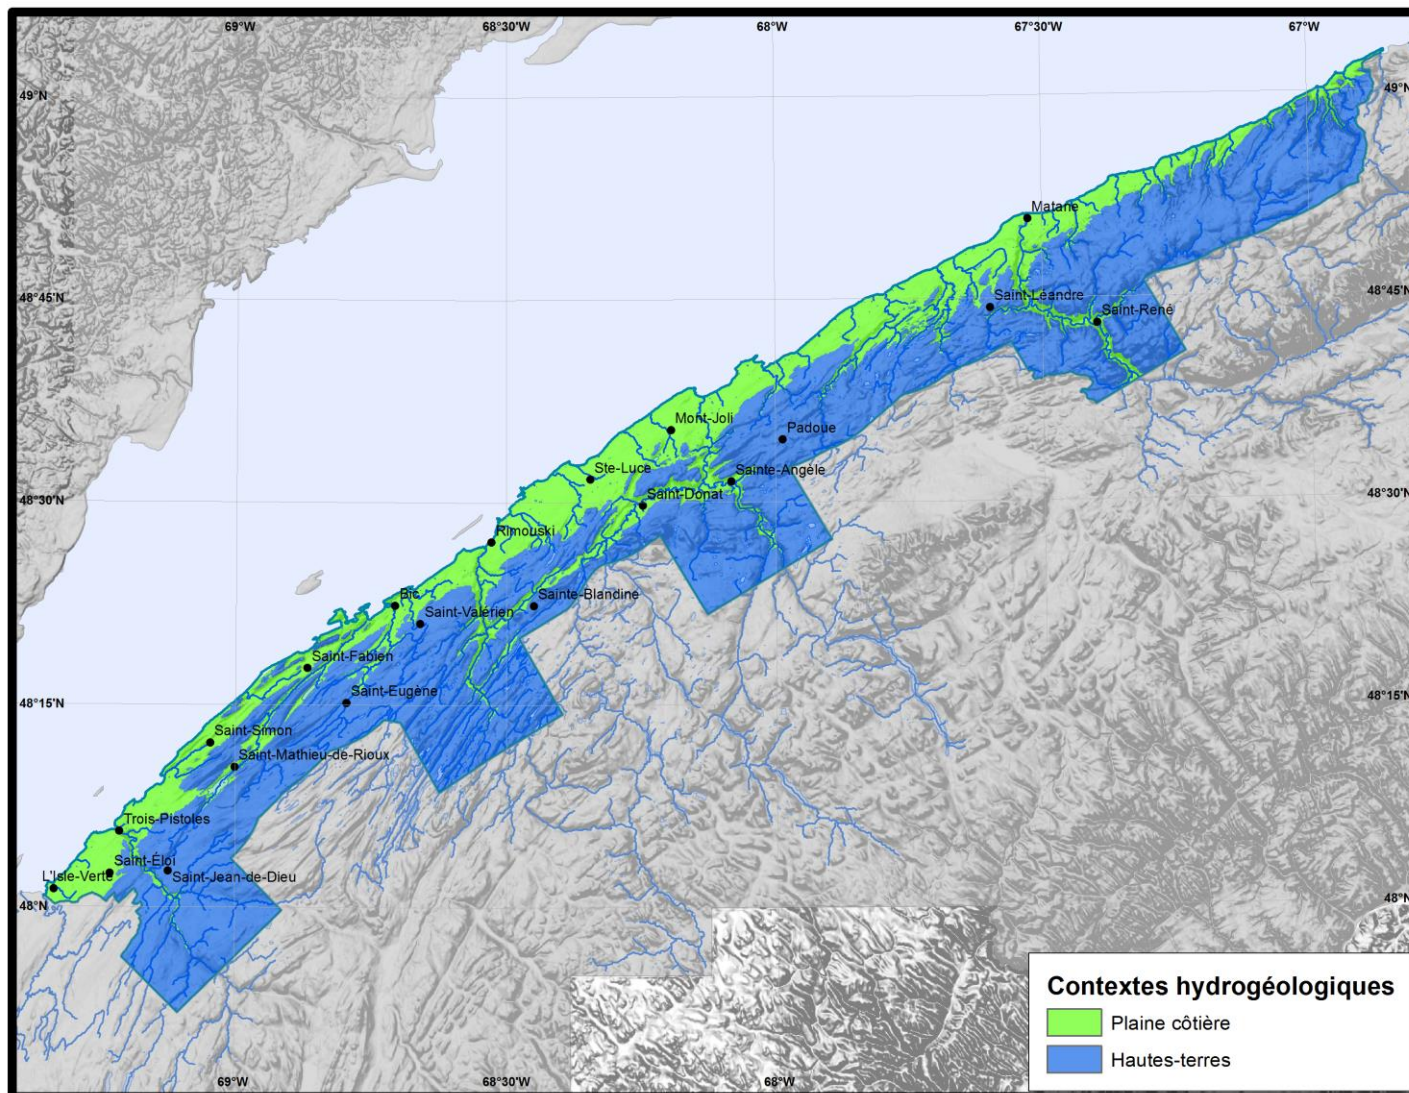 69°W
68°30'W
68°W
67°30'W
67°W
49°N
49°N
Matane
48°45'N
48°45'N
Saint-Léandre
Saint-René
Mont-Joli
Padoue
Ste-Luce
Sainte-Angèle
48°30'N
48°30'N
Saint-Donat
Rimouski
Bic
Sainte-Blandine
Saint-Valérien
Saint-Fabien
Saint-Eugène
48°15'N
48°15'N
Saint-Simon
Saint-Mathieu-de-Rioux
Trois-Pistoles
Saint-Éloi
L'Isle-Verte
Saint-Jean-de-Dieu
48°N
48°N
Contextes hydrogéologiques
Plaine côtière
Hautes-terres
69°W
68°30'W
68°W